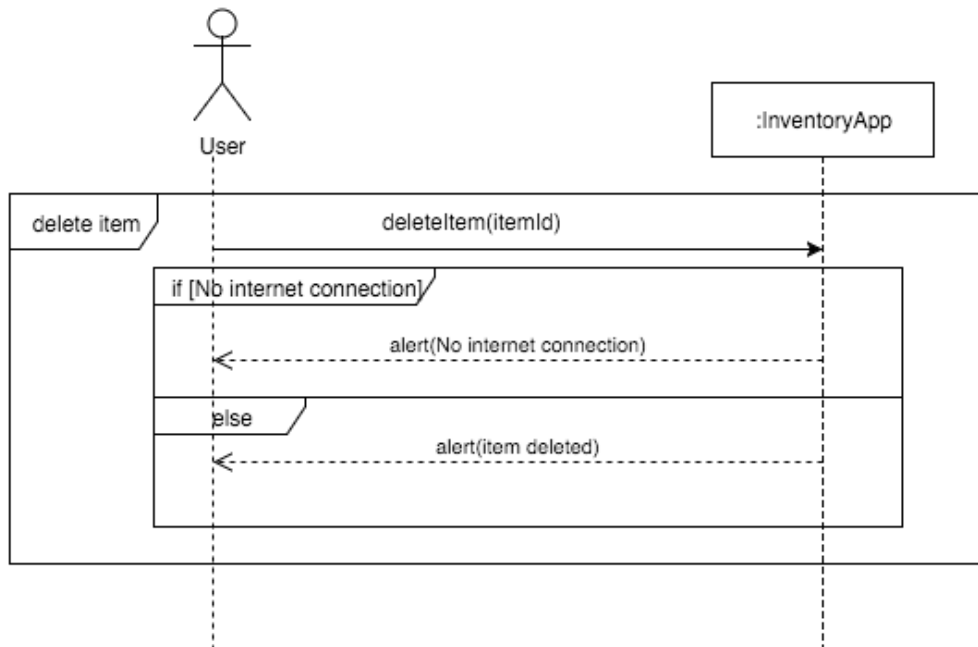 User
:InventoryApp
delete item
deleteItem(itemId)
if [No internet connection]
alert(No internet connection)
else
alert(item deleted)